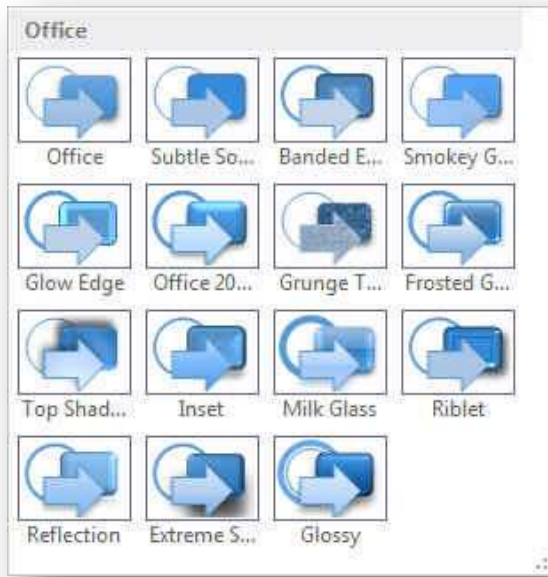 Office
Office Subtle So... Banded E... Smokey G...
Glow Edge Office 20... Grunge T... Frosted G...
Top Shad... Inset Milk Glass Riblet
Reflection Extreme S... Glossy